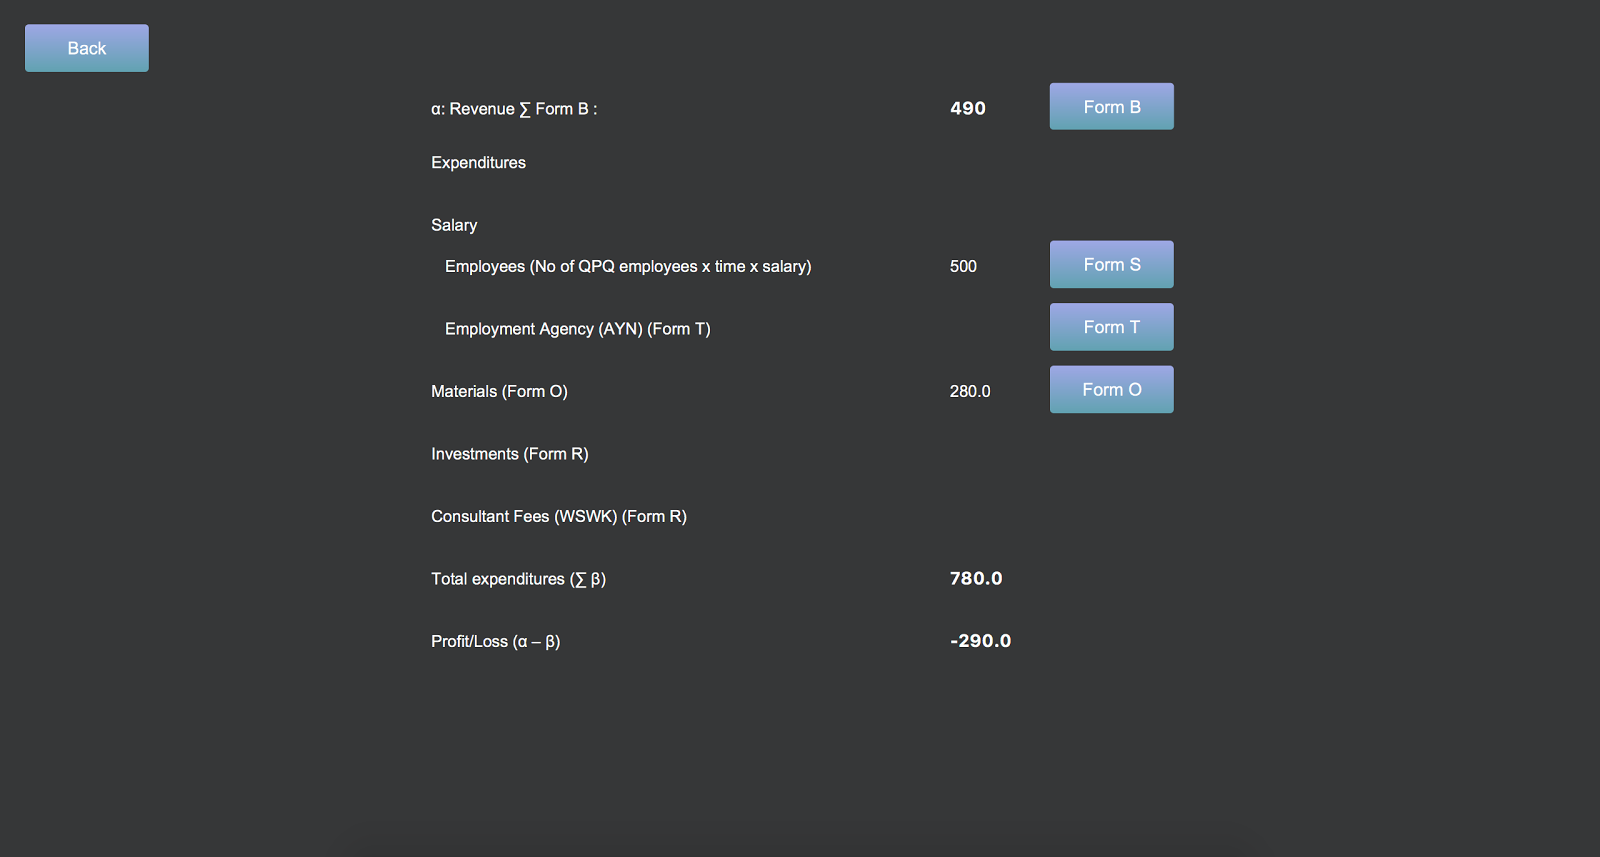 Back
α: Revenue ∑ Form B : 490 Form B
Expenditures
Salary
Employees (No of QPQ employees x time x salary) 500 Form S
Employment Agency (AYN) (Form T) Form T
Materials (Form O) 280.0 Form O
Investments (Form R)
Consultant Fees (WSWK) (Form R)
Total expenditures (∑ β) 780.0
Profit/Loss (α – β) -290.0